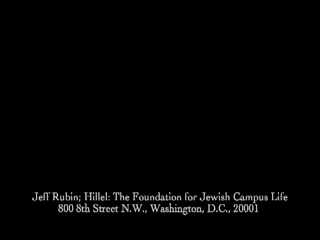 Jeff Rubin; Hillel: The Foundation for Jewish Campus Life
800 8th Street N.W., Washington, D.C., 20001